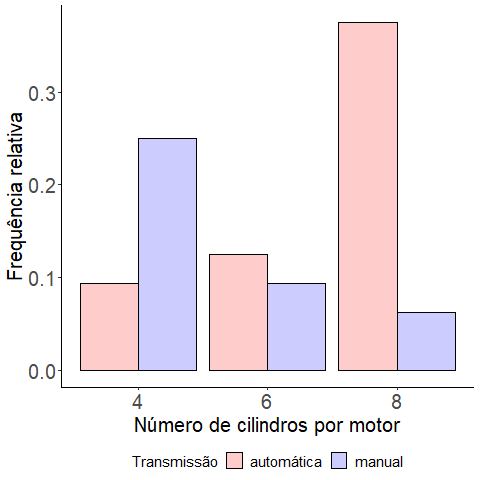 Frequência relativa
0.3
0.2
0.1
0.0
4 6 8
Número de cilindros por motor
Transmissão automática manual